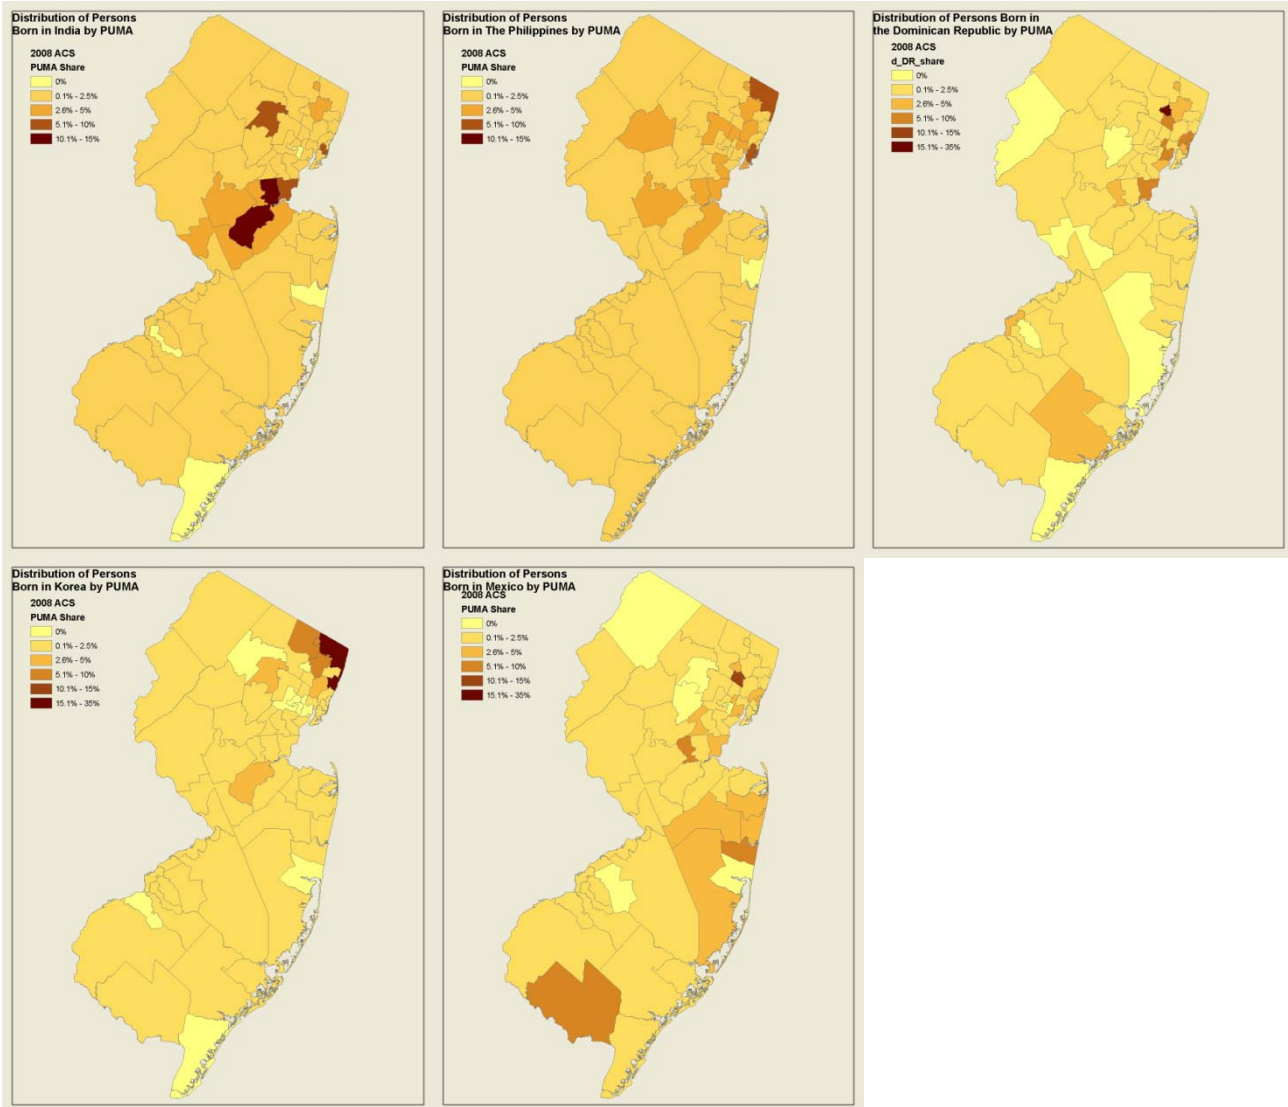 Distribution of Persons
Born in India by PUMA
2008 ACS
PUMA Share
0%
0.1% - 2.5%
2.6% - 5%
5.1% - 10%
10.1% - 15%
Distribution of Persons
Born in The Philippines by PUMA
2008 ACS
PUMA Share
0%
0.1% - 2.5%
2.6% - 5%
5.1% - 10%
10.1% - 15%
Distribution of Persons Born in
the Dominican Republic by PUMA
2008 ACS
d_DR_share
0%
0.1% - 2.5%
2.6% - 5%
5.1% - 10%
10.1% - 15%
15.1% - 35%
Distribution of Persons
Born in Korea by PUMA
2008 ACS
PUMA Share
0%
0.1% - 2.5%
2.6% - 5%
5.1% - 10%
10.1% - 15%
15.1% - 35%
Distribution of Persons
Born in Mexico by PUMA
2008 ACS
PUMA Share
0%
0.1% - 2.5%
2.6% - 5%
5.1% - 10%
10.1% - 15%
15.1% - 35%